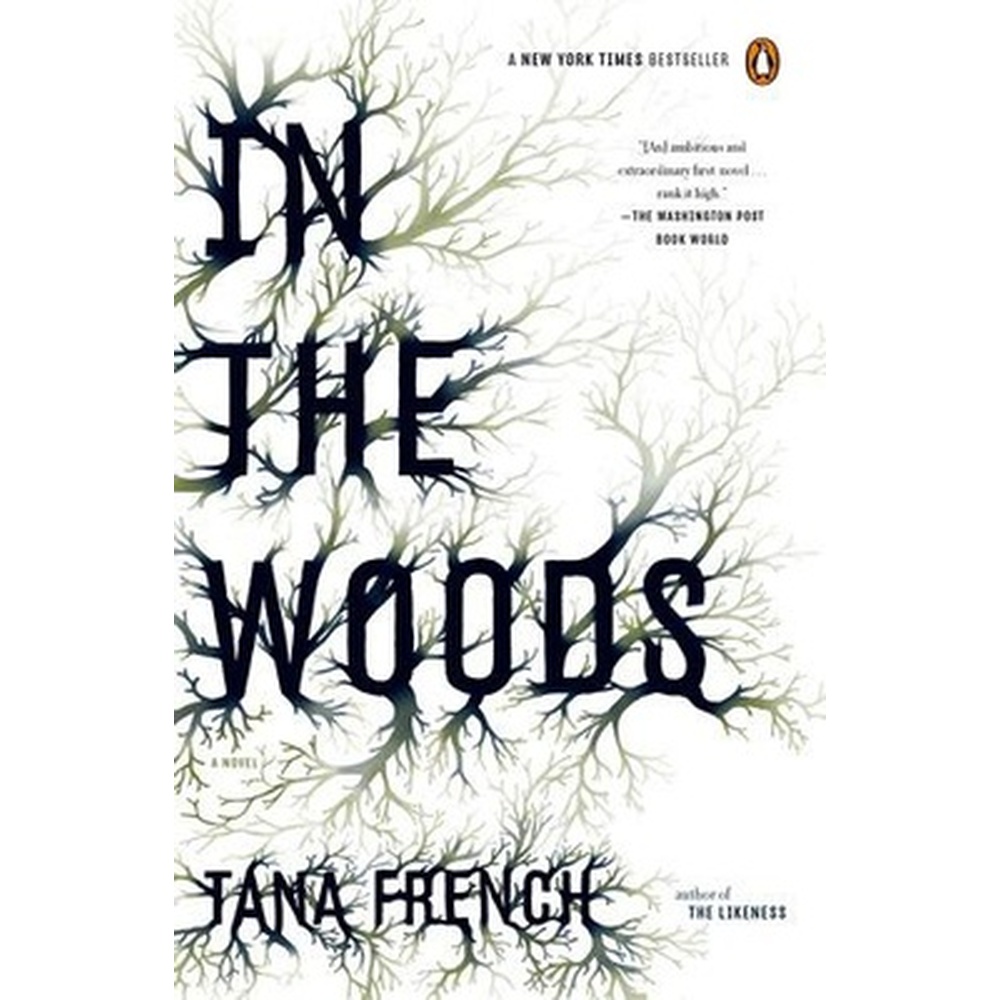 A NEW YORK TIMES BESTSELLER
"[An] ambitious and
extraordinary first novel . . .
rank it high."
—THE WASHINGTON POST
BOOK WORLD
IN
THE
WOODS
A NOVEL
TANA FRENCH
author of
THE LIKENESS